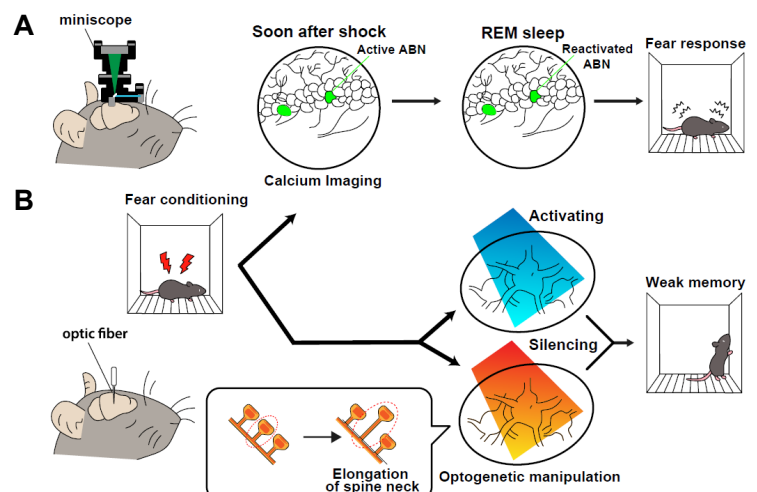 A
miniscope
Soon after shock
Active ABN
REM sleep
Reactivated
ABN
Fear response
Calcium Imaging
B
Fear conditioning
optic fiber
Activating
Silencing
Weak memory
Elongation
of spine neck
Optogenetic manipulation